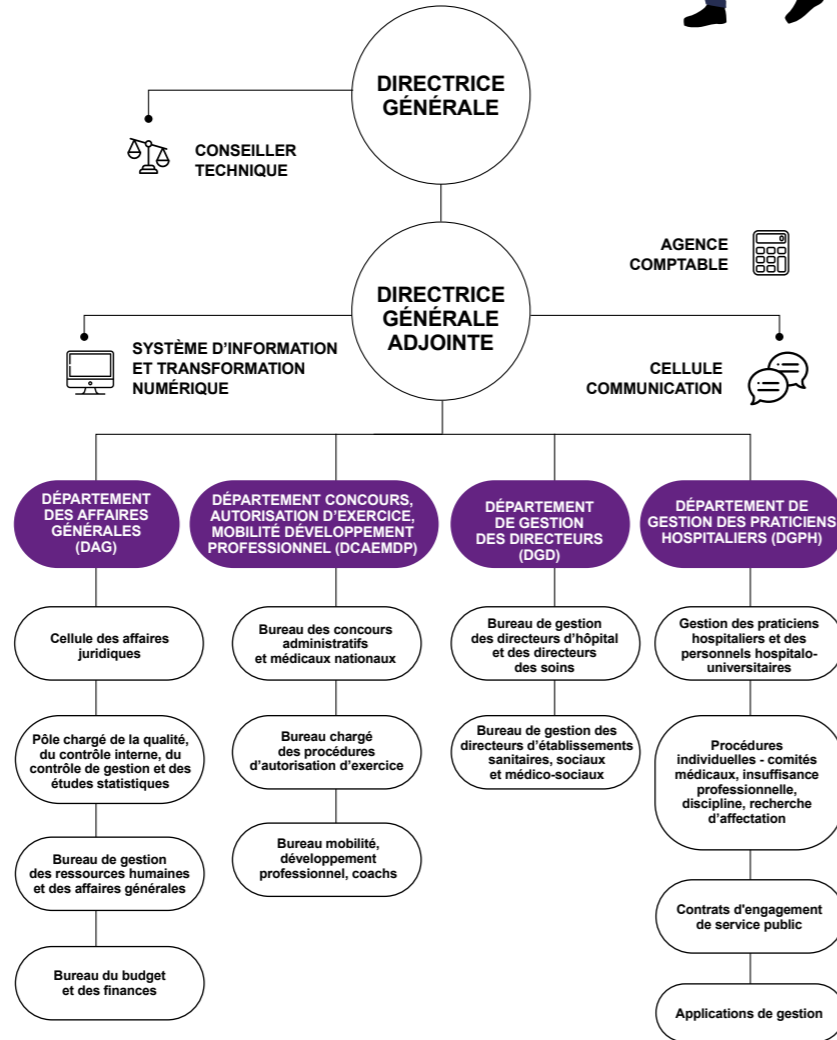 DIRECTRICE
GÉNÉRALE
CONSEILLER
TECHNIQUE
AGENCE
COMPTABLE
DIRECTRICE
GÉNÉRALE
ADJOINTE
SYSTÈME D'INFORMATION
ET TRANSFORMATION
NUMÉRIQUE
CELLULE
COMMUNICATION
DÉPARTEMENT
DES AFFAIRES
GÉNÉRALES
(DAG)
Cellule des affaires
juridiques
Pôle chargé de la qualité,
du contrôle interne, du
contrôle de gestion et des
études statistiques
Bureau de gestion
des ressources humaines
et des affaires générales
Bureau du budget
et des finances
DÉPARTEMENT CONCOURS,
AUTORISATION D'EXERCICE,
MOBILITÉ DÉVELOPPEMENT
PROFESSIONNEL (DCAEMDP)
Bureau des concours
administratifs
et médicaux nationaux
Bureau chargé
des procédures
d'autorisation d'exercice
Bureau mobilité,
développement
professionnel, coachs
DÉPARTEMENT
DE GESTION
DES DIRECTEURS
(DGD)
Bureau de gestion
des directeurs d'hôpital
et des directeurs
des soins
Bureau de gestion des
directeurs d'établissements
sanitaires, sociaux
et médico-sociaux
DÉPARTEMENT DE
GESTION DES PRATICIENS
HOSPITALIERS (DGPH)
Gestion des praticiens
hospitaliers et des
personnels hospitalo-
universitaires
Procédures
individuelles - comités
médicaux, insuffisance
professionnelle,
discipline, recherche
d'affectation
Contrats d'engagement
de service public
Applications de gestion